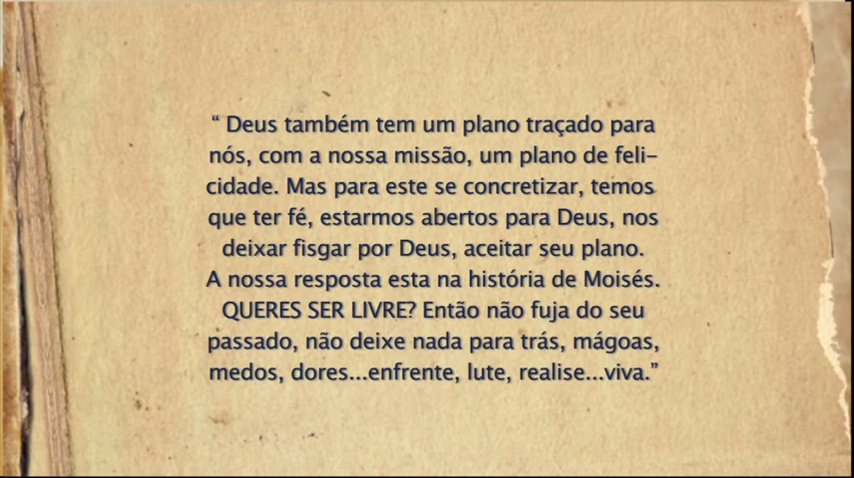 “ Deus também tem um plano traçado para
nós, com a nossa missão, um plano de feli-
cidade. Mas para este se concretizar, temos
que ter fé, estarmos abertos para Deus, nos
deixar fisgar por Deus, aceitar seu plano.
A nossa resposta esta na história de Moisés.
QUERES SER LIVRE? Então não fuja do seu
passado, não deixe nada para trás, mágoas,
medos, dores...enfrente, lute, realise...viva.”